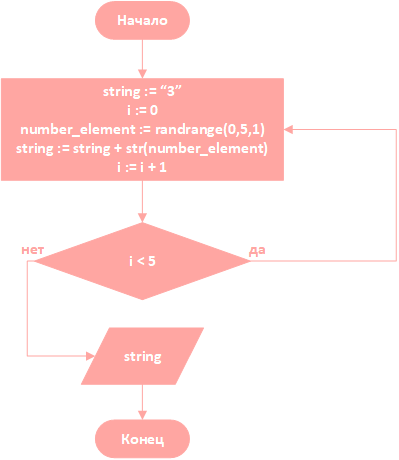 Начало
string := “3”
i := 0
number_element := randrange(0,5,1)
string := string + str(number_element)
i := i + 1
нет
i < 5
да
string
Конец